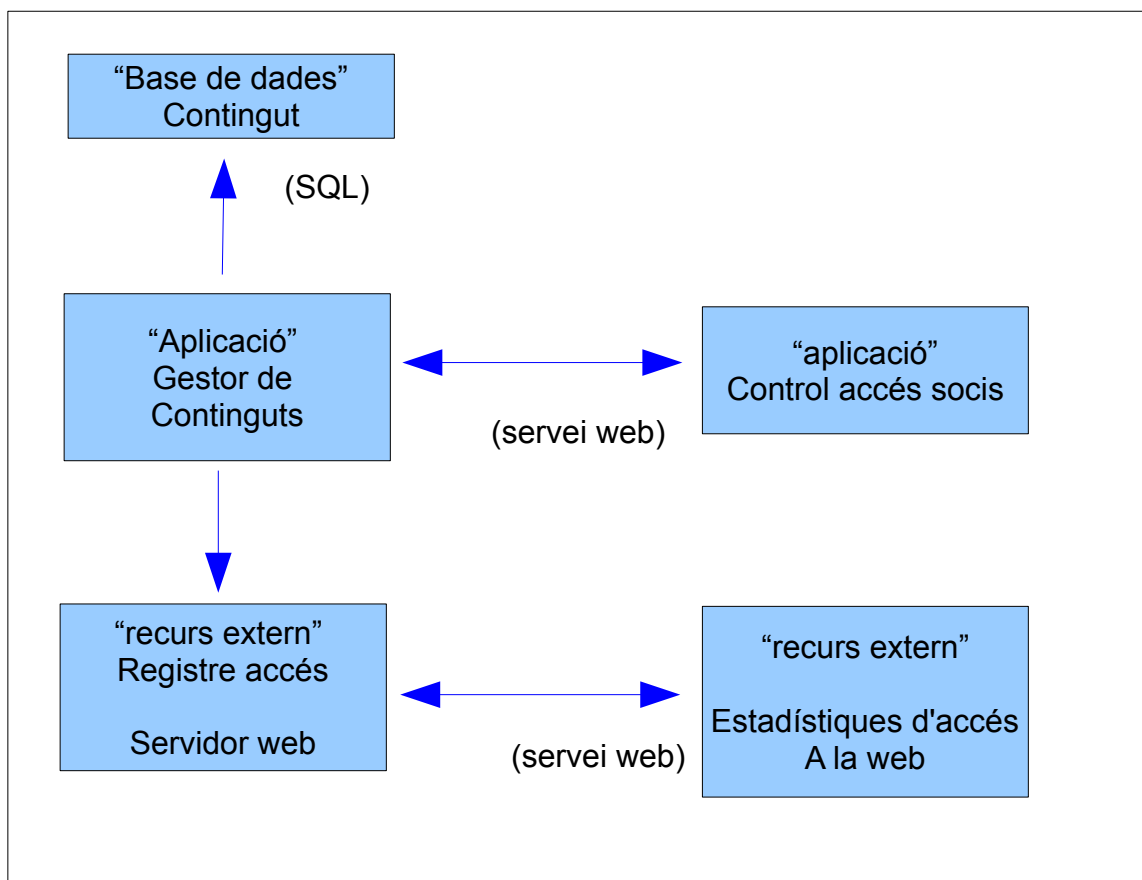 “Base de dades”
Contingut
(SQL)
“Aplicació”
Gestor de
Continguts
“aplicació”
Control accés socis
(servei web)
“recurs extern”
Registre accés
Servidor web
“recurs extern”
Estadístiques d'accés
A la web
(servei web)